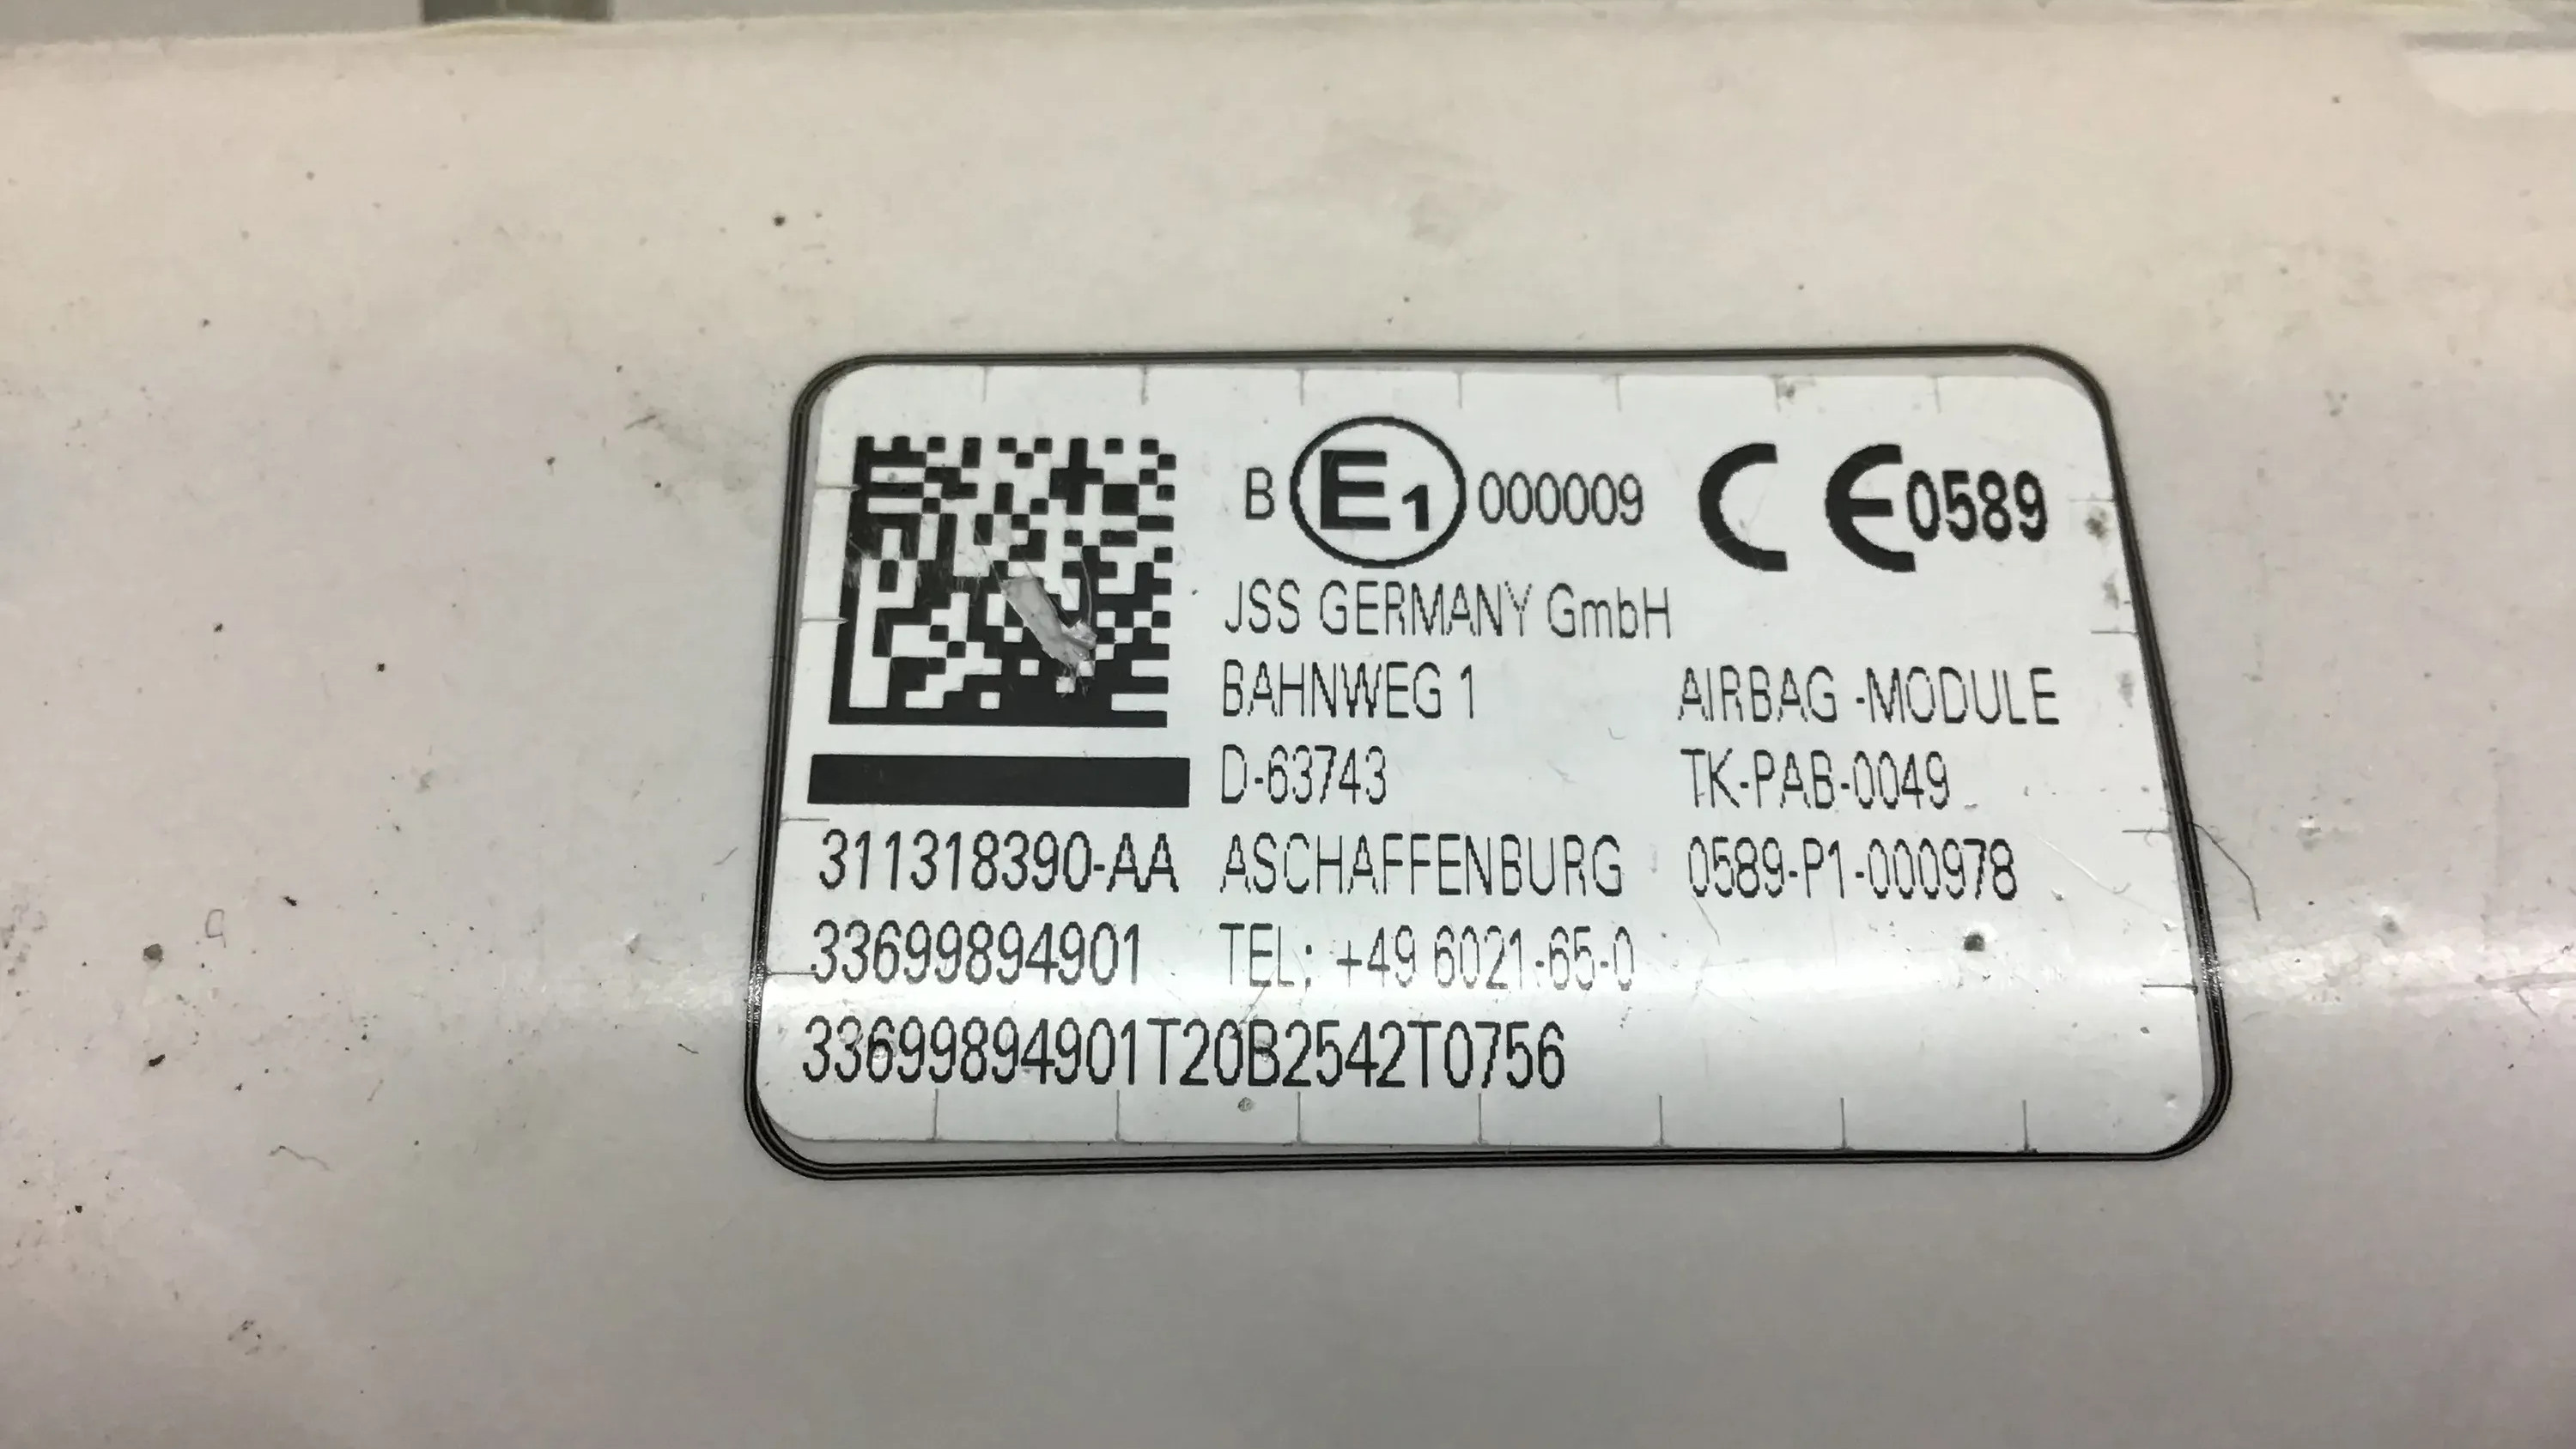 B E1 000009 CE0589
JSS GERMANY GmbH
BAHNWEG 1 AIRBAG -MODULE
D-63743 TK-PAB-0049
311318390-AA ASCHAFFENBURG 0589-P1-000978
33699894901 TEL: +49 6021-65-0
33699894901T20B2542T0756